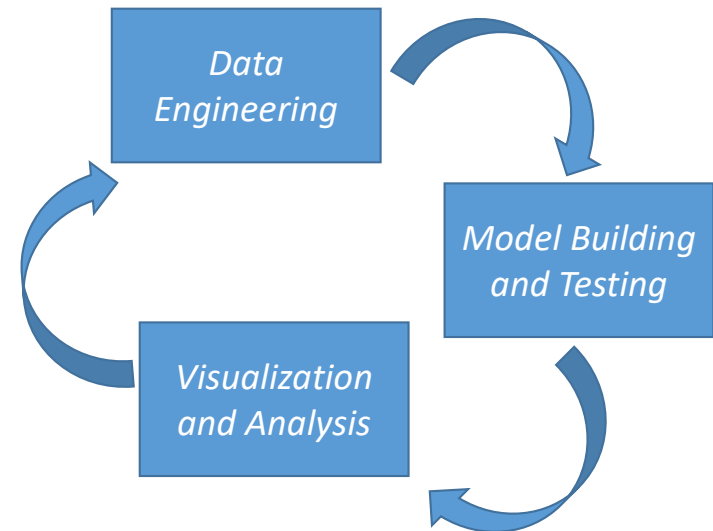 Data
Engineering
Model Building
and Testing
Visualization
and Analysis